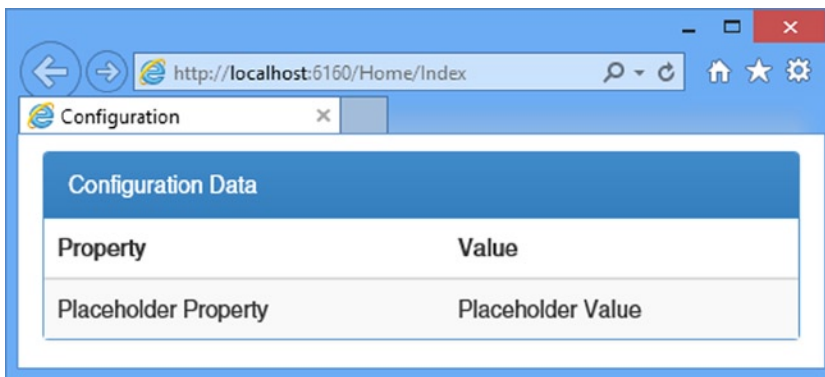 http://localhost:6160/Home/Index
Configuration
Configuration Data
Property Value
Placeholder Property Placeholder Value